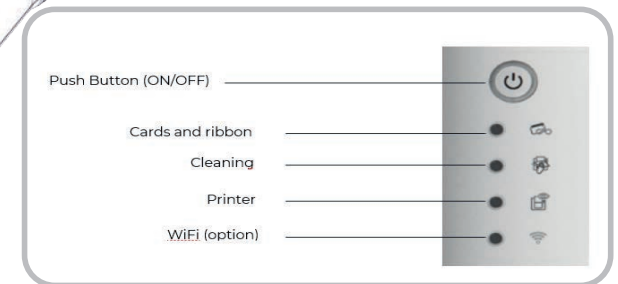 Push Button (ON/OFF)
Cards and ribbon
Cleaning
Printer
WiFi (option)